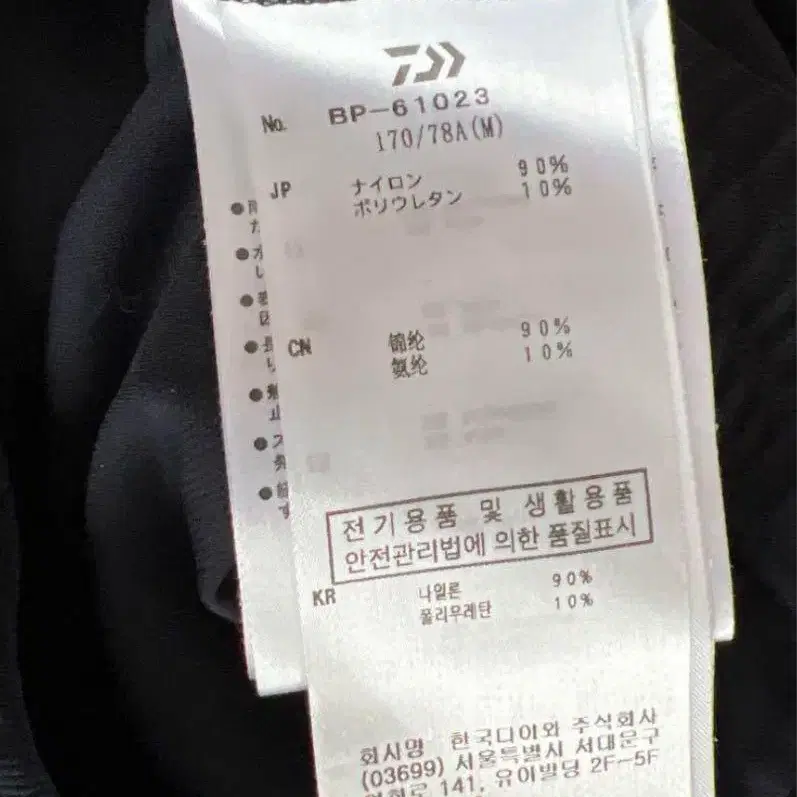 No. BP-61023
170/78A(M)
JP ナイロン 90%
ポリウレタン 10%
CN 锦纶 90%
氨纶 10%
전기용품 및 생활용품
안전관리법에 의한 품질표시
KR 나일론 90%
폴리우레탄 10%
회사명 한국다이와 주식회사
(03699) 서울특별시 서대문구
연희로 141, 유이빌딩 2F-5F